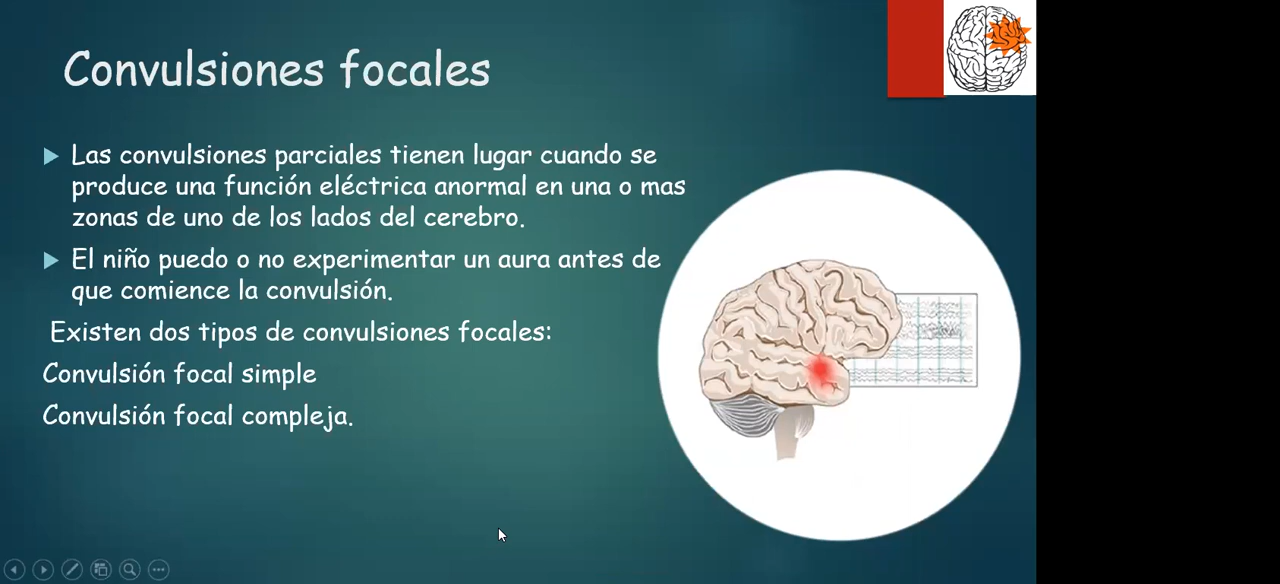 Convulsiones focales
Las convulsiones parciales tienen lugar cuando se
produce una función eléctrica anormal en una o mas
zonas de uno de los lados del cerebro.
El niño puedo o no experimentar un aura antes de
que comience la convulsión.
Existen dos tipos de convulsiones focales:
Convulsión focal simple
Convulsión focal compleja.